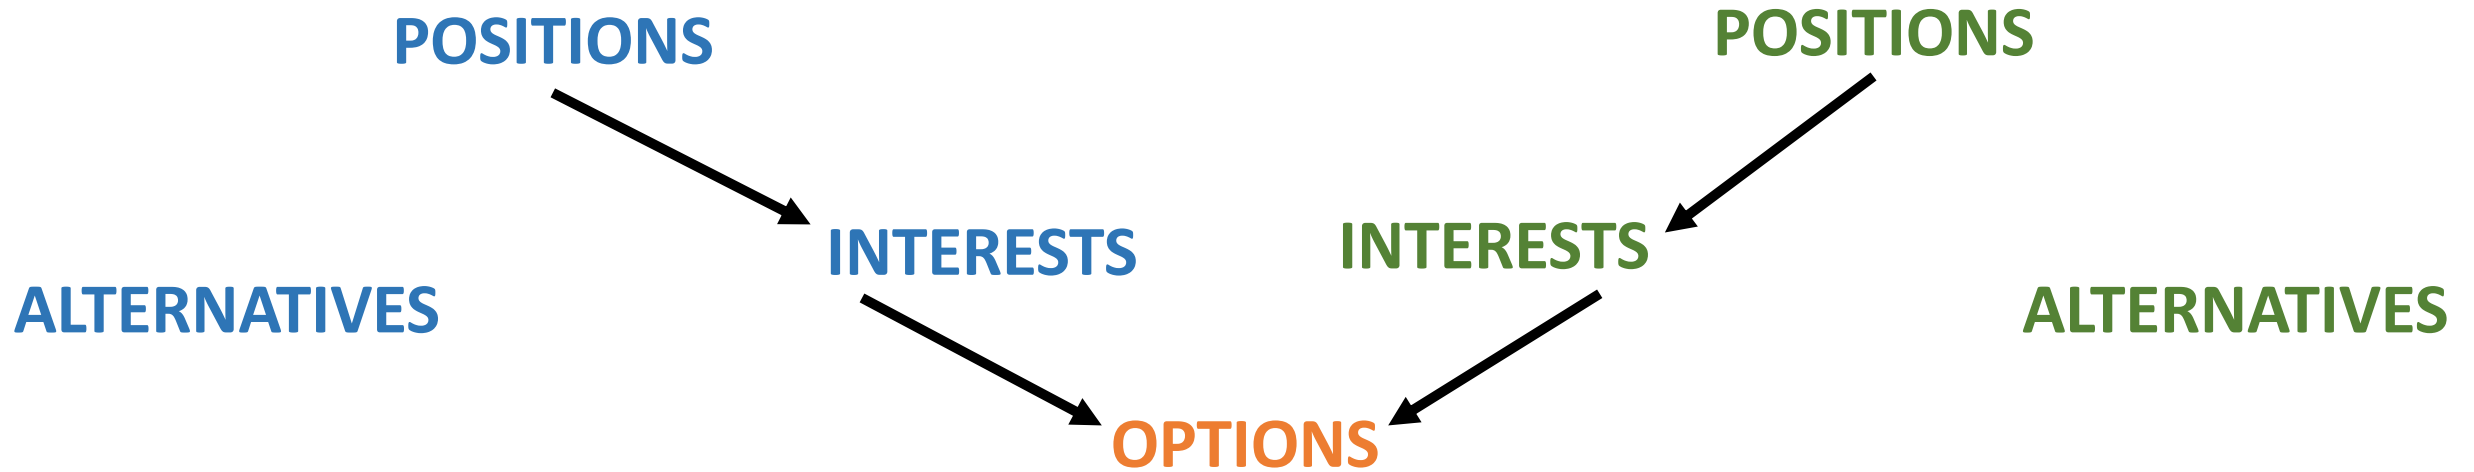 POSITIONS
POSITIONS
INTERESTS
INTERESTS
ALTERNATIVES
ALTERNATIVES
OPTIONS